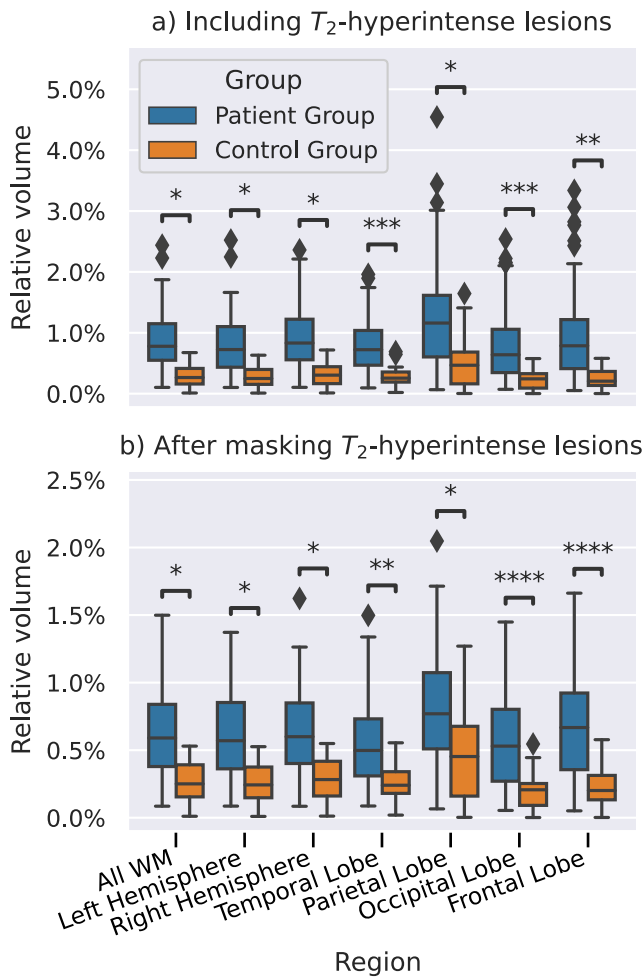 a) Including T₂-hyperintense lesions
Relative volume
5.0%
4.0%
3.0%
2.0%
1.0%
0.0%
Group
Patient Group
Control Group
*
*
*
***
*
***
**
b) After masking T₂-hyperintense lesions
Relative volume
2.5%
2.0%
1.5%
1.0%
0.5%
0.0%
*
*
*
**
*
****
****
All WM
Left Hemisphere
Right Hemisphere
Temporal Lobe
Parietal Lobe
Occipital Lobe
Frontal Lobe
Region